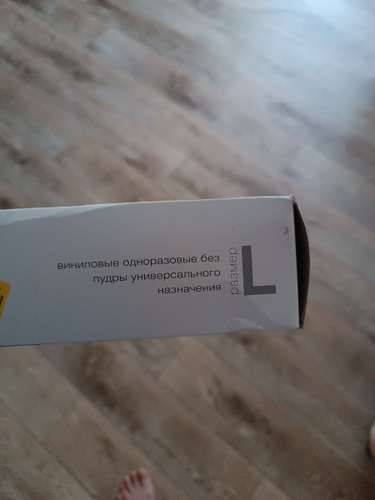 виниловые одноразовые без
пудры универсального
назначения
размер
L